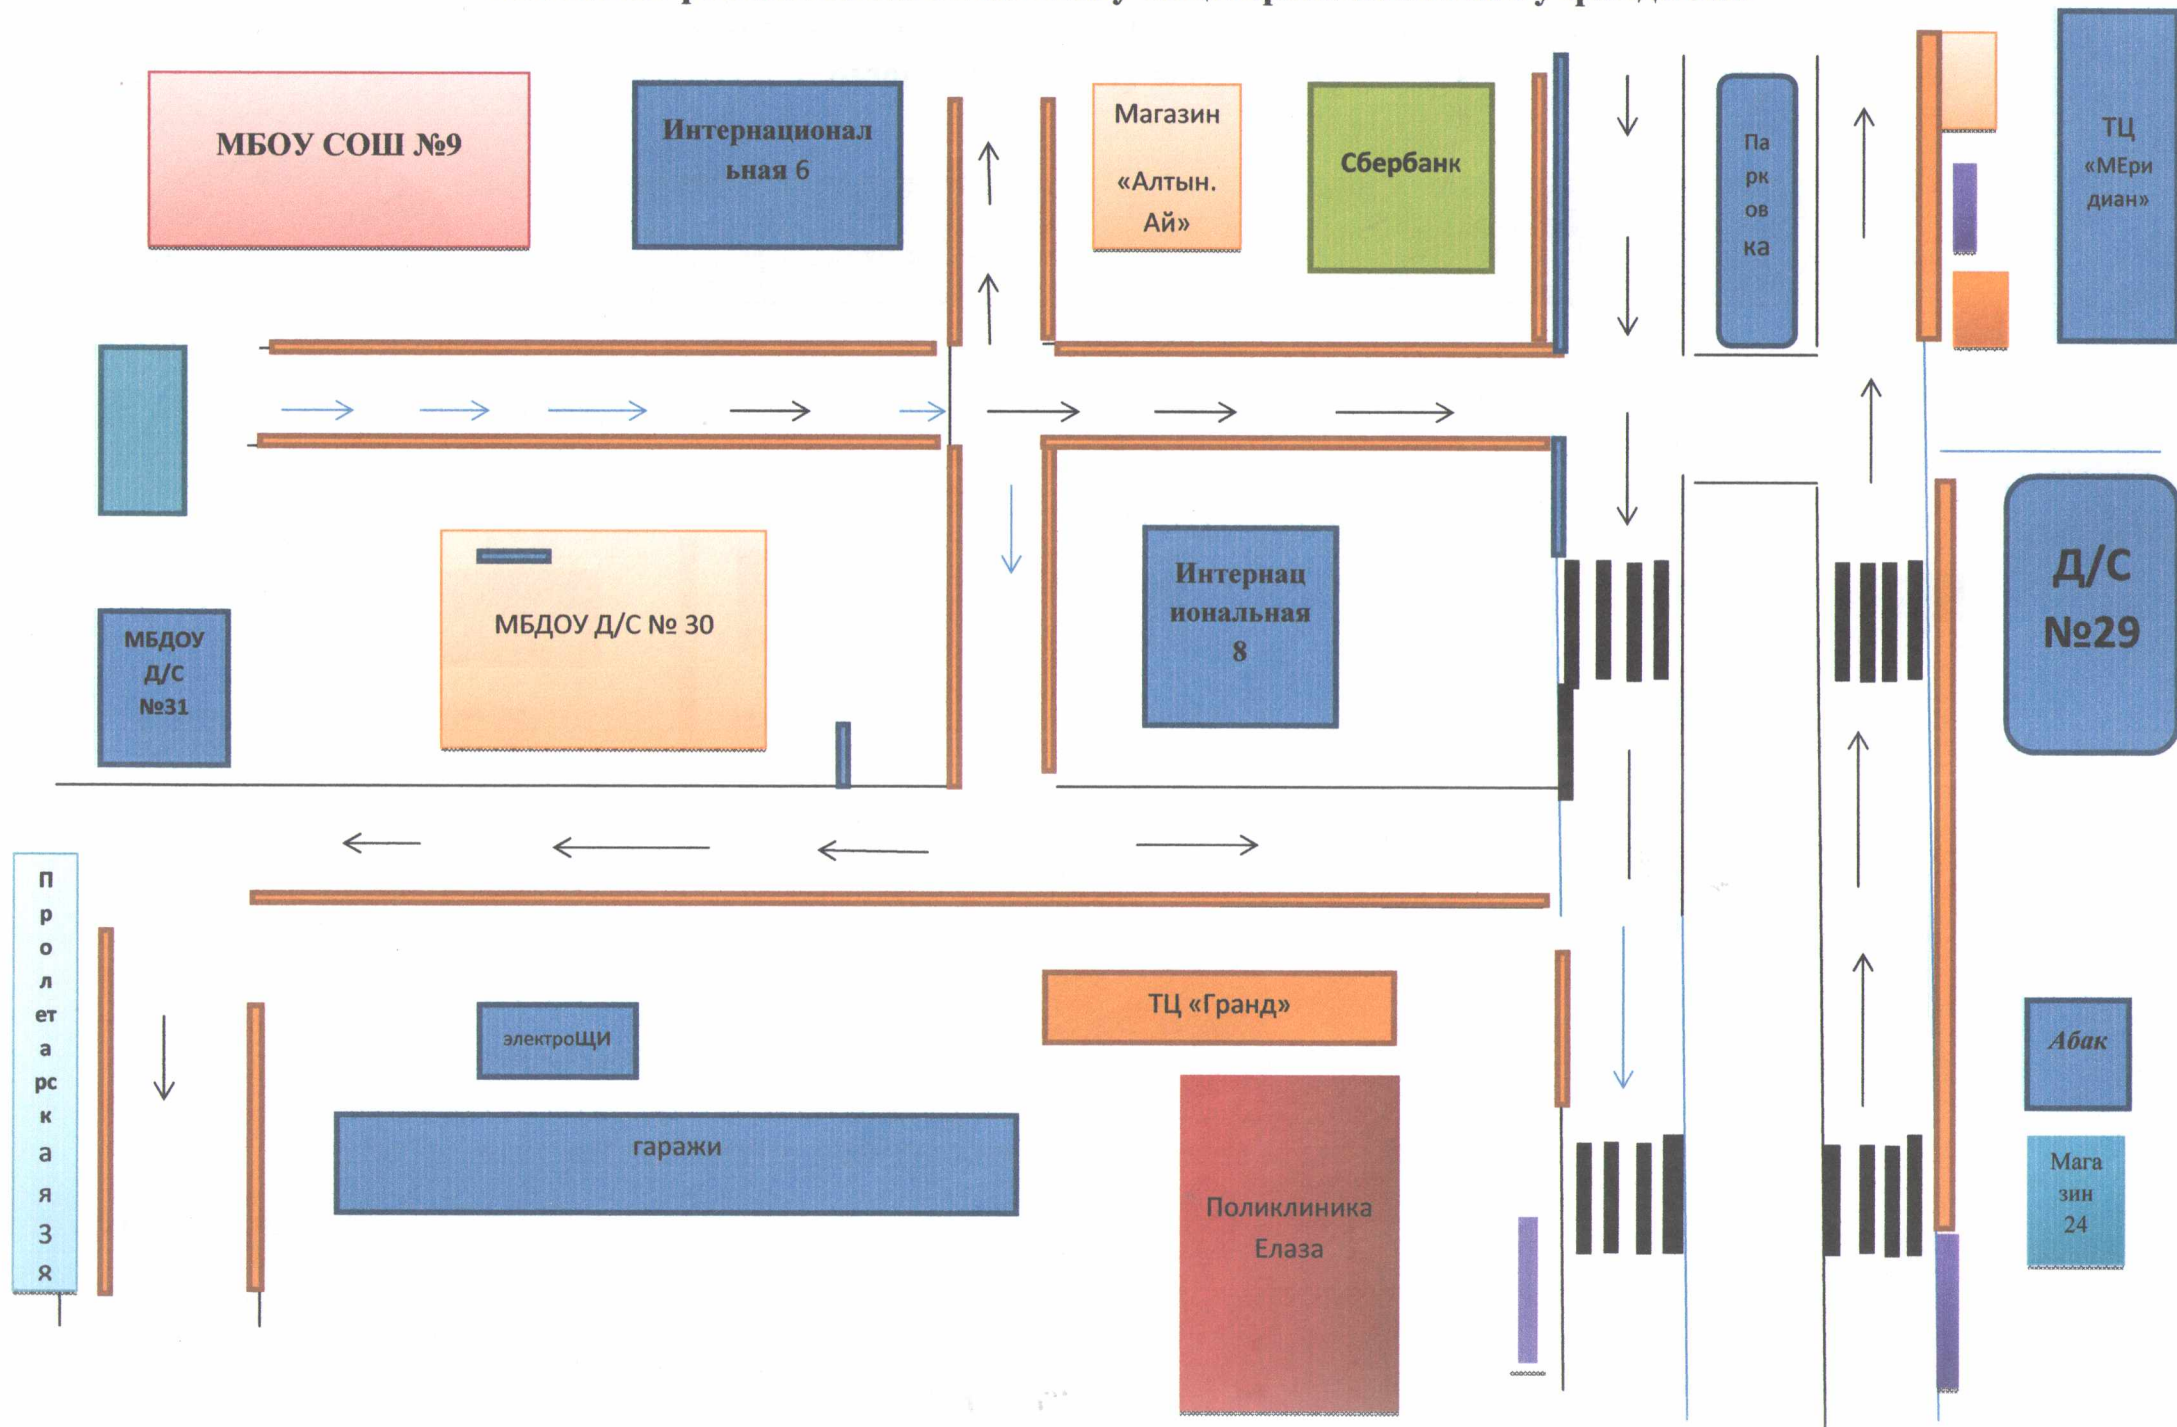 МБОУ СОШ №9
Интернационал
ьная 6
Магазин
«Алтын.
Ай»
Сбербанк
Па
рк
ов
ка
ТЦ
«МЕри
диан»
МБДОУ
Д/С
№31
МБДОУ Д/С № 30
Интернац
иональная
8
Д/С
№29
П
р
о
л
ет
а
рс
к
а
я
3
я
электроЩИ
гаражи
ТЦ «Гранд»
Поликлиника
Елаза
Абак
Мага
зин
24